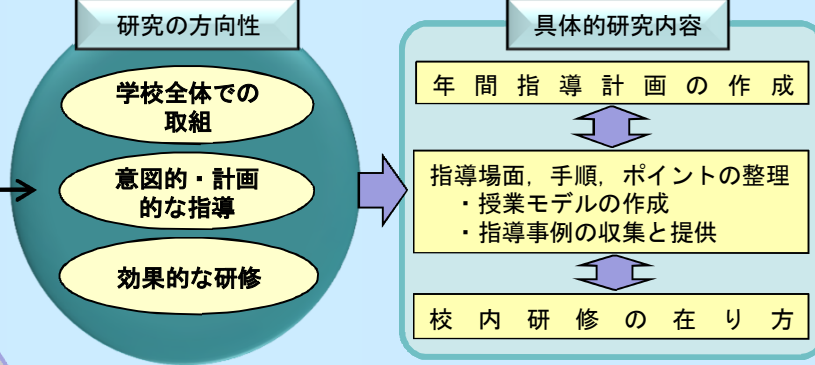 研究の方向性
学校全体での
取組
意図的・計画
的な指導
効果的な研修
具体的研究内容
年間指導計画の作成
指導場面，手順，ポイントの整理
・授業モデルの作成
・指導事例の収集と提供
校内研修の在り方